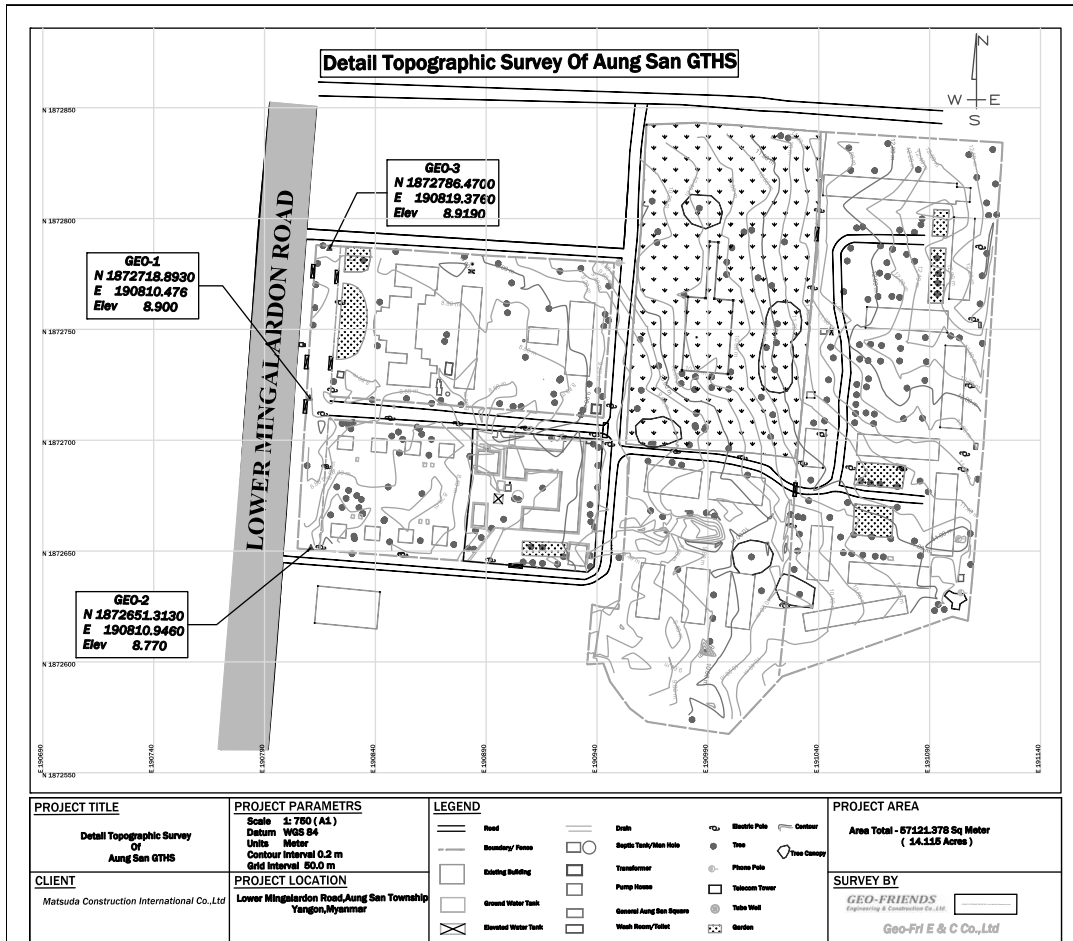 Detail Topographic Survey Of Aung San GTHS
N
W E
S
N 1872850
N 1872800
N 1872750
N 1872700
N 1872650
N 1872600
N 1872550
GEO-3
N 1872786.4700
E 190819.3760
Elev 8.9190
GEO-1
N 1872718.8930
E 190810.476
Elev 8.900
GEO-2
N 1872651.3130
E 190810.9460
Elev 8.770
LOWER MINGALARDON ROAD
E 190690
E 190740
E 190790
E 190840
E 190890
E 190940
E 190990
E 191040
E 191090
E 191140
PROJECT TITLE
Detail Topographic Survey
Of
Aung San GTHS
CLIENT
Matsuda Construction International Co.,Ltd
PROJECT PARAMETRS
Scale 1: 750 ( A1 )
Datum WGS 84
Units Meter
Contour Interval 0.2 m
Grid Interval 50.0 m
PROJECT LOCATION
Lower Mingalardon Road,Aung San Township
Yangon,Myanmar
LEGEND
Road
Boundary/ Fence
Existing Building
Ground Water Tank
Elevated Water Tank
Drain
Septic Tank/Man Hole
Transformer
Pump House
General Aung San Square
Wash Room/Toilet
Electric Pole
Tree
Phone Pole
Telecom Tower
Tube Well
Garden
Contour
Tree Canopy
PROJECT AREA
Area Total - 57121.378 Sq Meter
( 14.115 Acres )
SURVEY BY
GEO-FRIENDS
Engineering & Construction Co.,Ltd.
Geo-Fri E & C Co.,Ltd